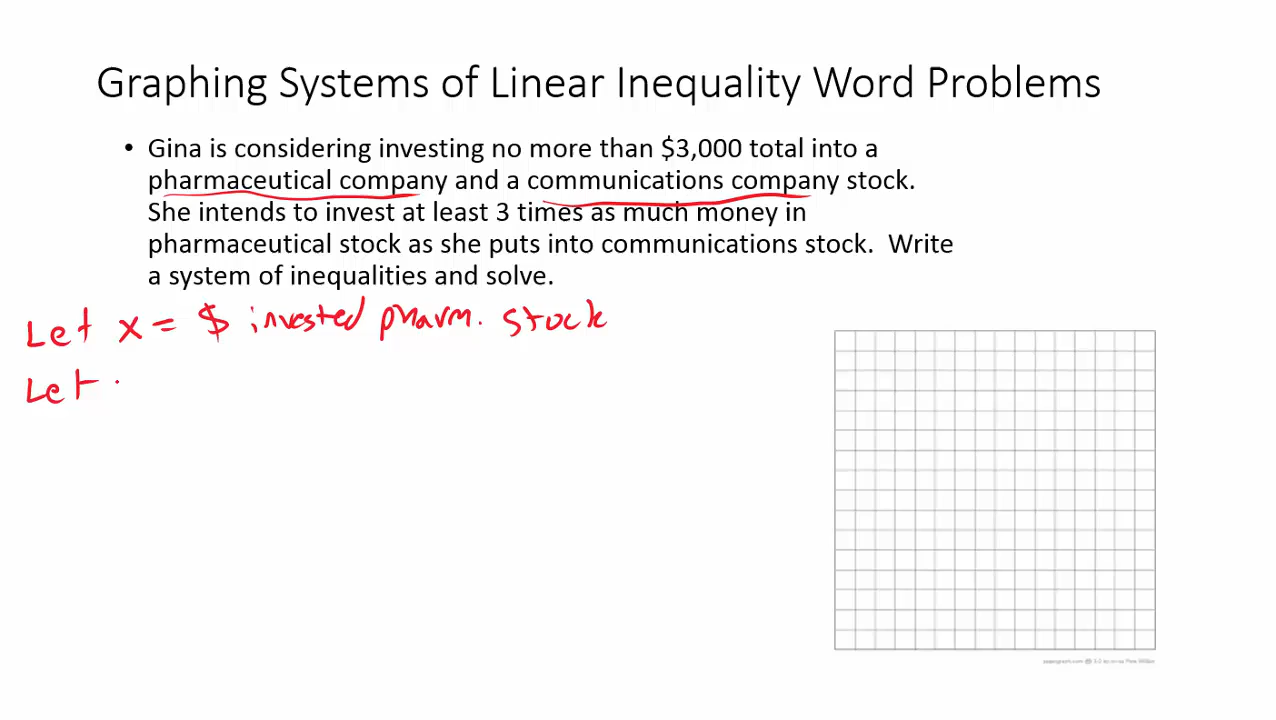 Graphing Systems of Linear Inequality Word Problems
• Gina is considering investing no more than $3,000 total into a
pharmaceutical company and a communications company stock.
She intends to invest at least 3 times as much money in
pharmaceutical stock as she puts into communications stock. Write
a system of inequalities and solve.
Let x = $ invested pharm. stock
Let